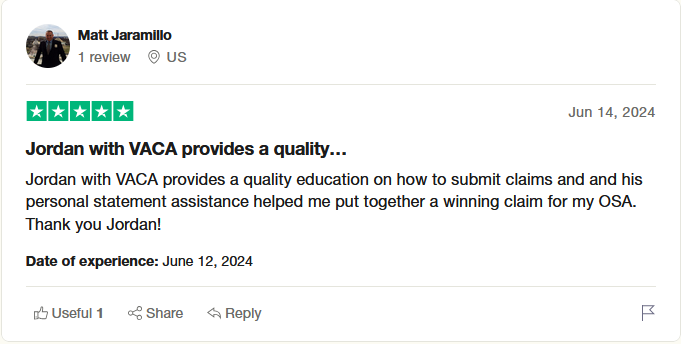 Matt Jaramillo
1 review US
Jun 14, 2024
Jordan with VACA provides a quality…
Jordan with VACA provides a quality education on how to submit claims and and his
personal statement assistance helped me put together a winning claim for my OSA.
Thank you Jordan!
Date of experience: June 12, 2024
Useful 1 Share Reply